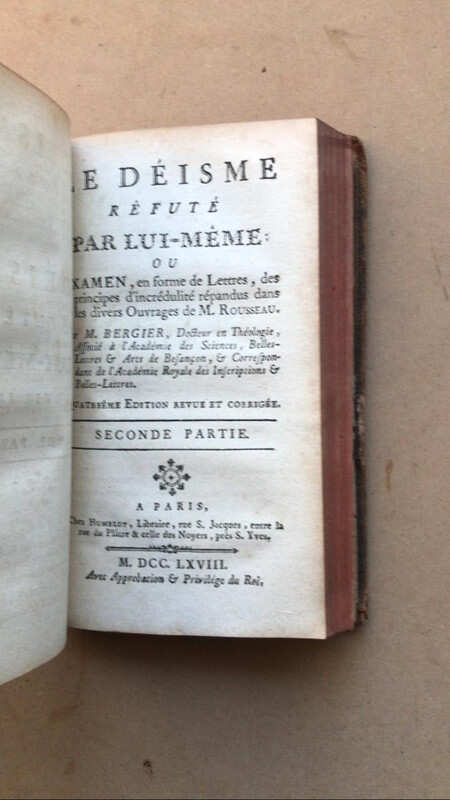 LE DÉISME
RÉFUTÉ
PAR LUI-MÊME:
OU
EXAMEN, en forme de Lettres, des
principes d'incrédulité répandus dans
les divers Ouvrages de M. ROUSSEAU.
Par M. BERGIER, Docteur en Théologie,
Associé à l'Académie des Sciences, Belles-
Lettres & Arts de Besançon, & Correspon-
dant de l'Académie Royale des Inscriptions &
Belles-Lettres.
QUATRIÉME EDITION REVUE ET CORRIGÉE.
SECONDE PARTIE.
A PARIS,
Chez HUMBLOT, Libraire, rue S. Jacques, entre la
rue du Plâtre & celle des Noyers, près S. Yves.
M. DCC. LXVIII.
Avec Approbation & Privilége du Roi.